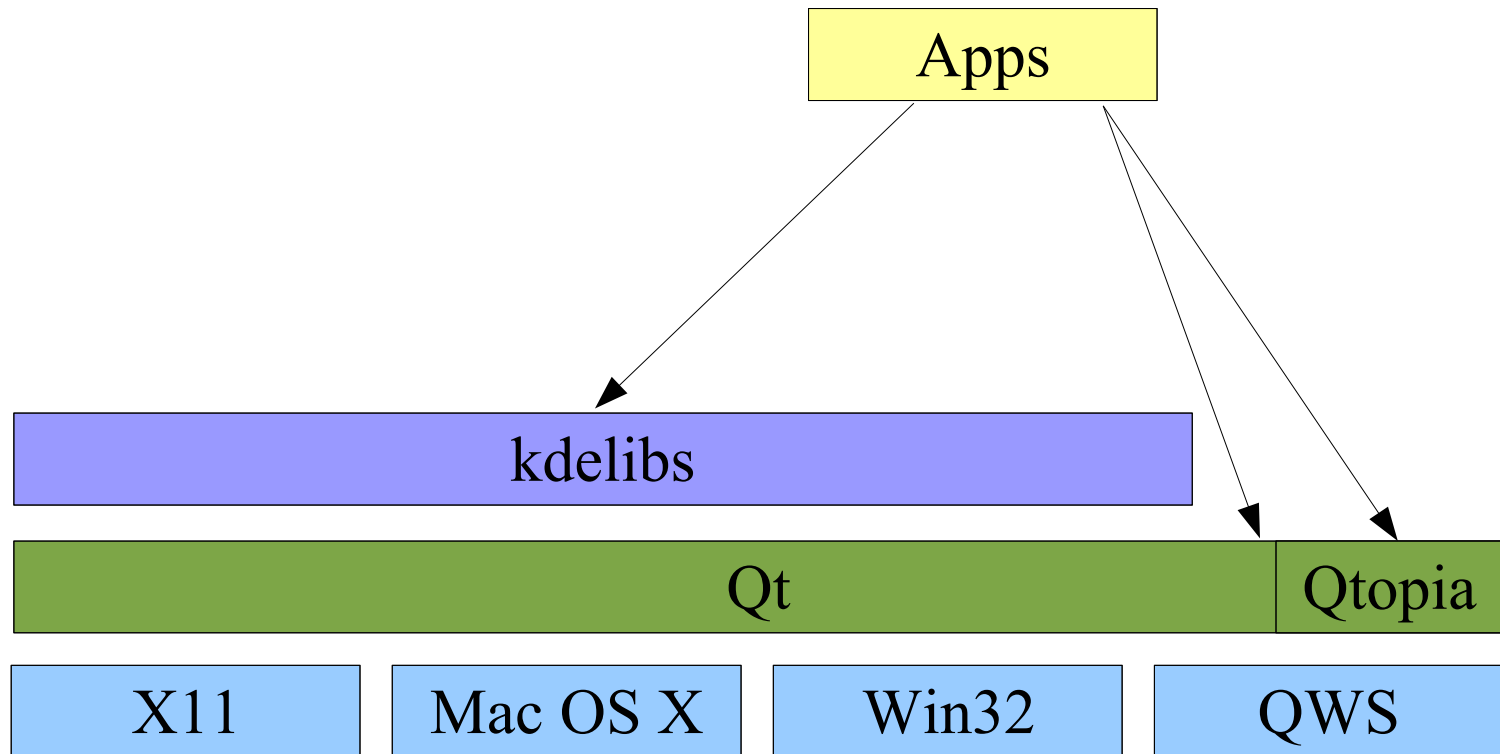 Apps
kdelibs
Qt
Qtopia
X11
Mac OS X
Win32
QWS